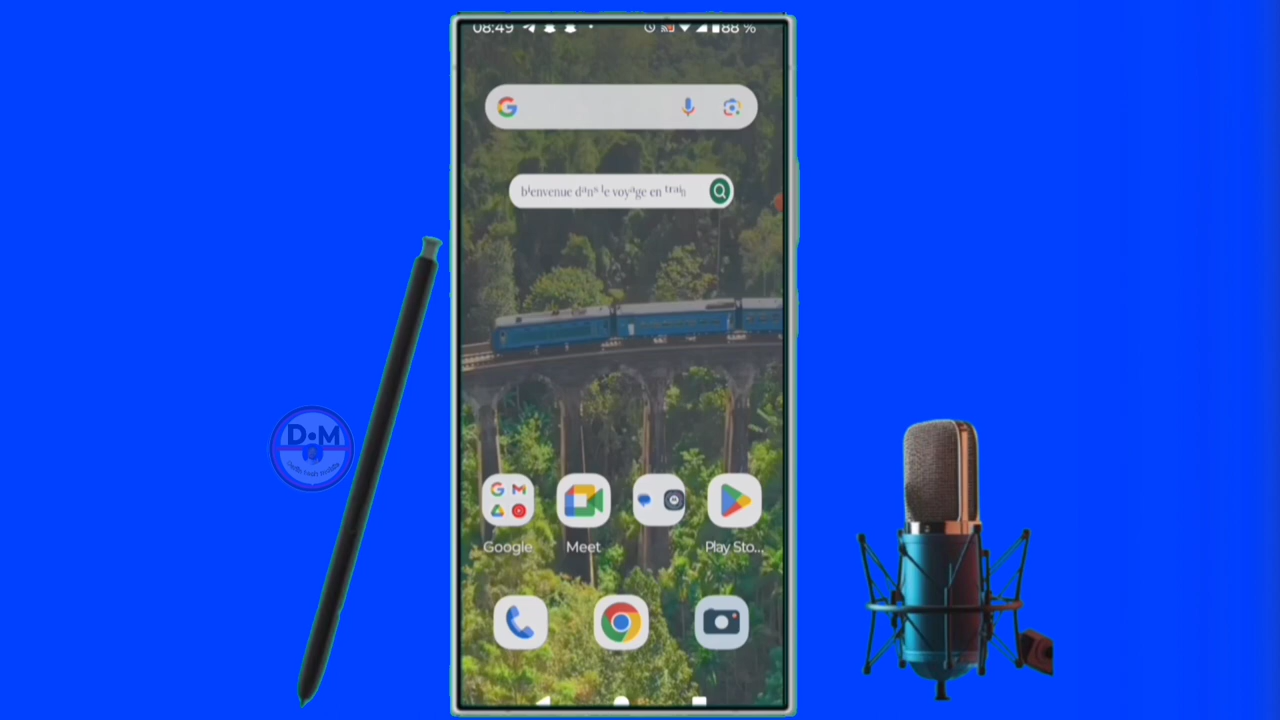 08:49
88 %
bienvenue dans le voyage en train
D•M
Google
Meet
Play Sto...